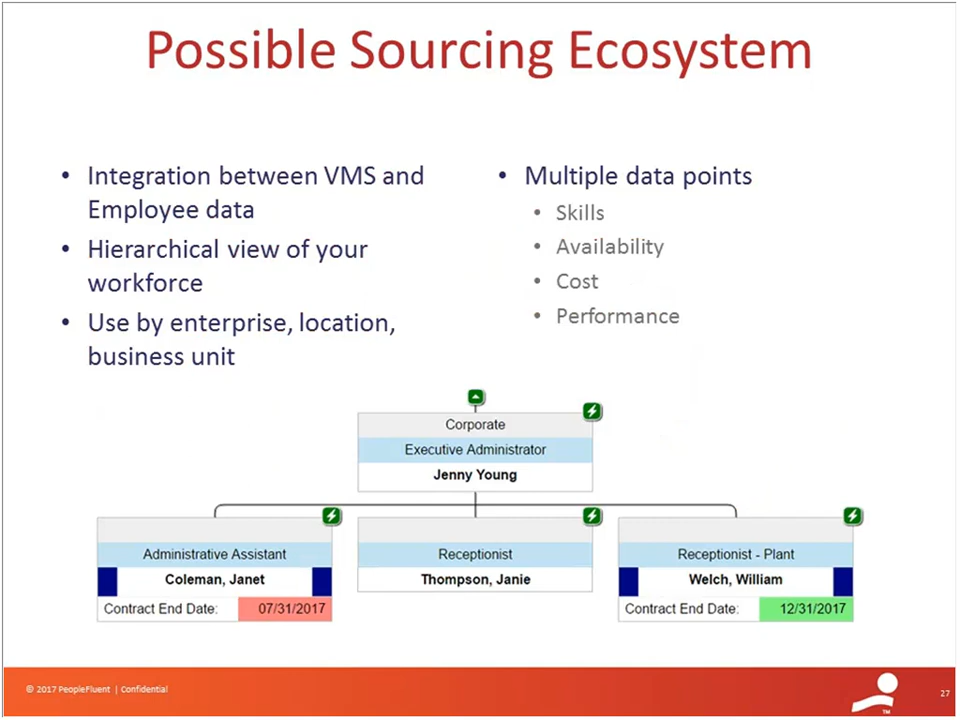 Possible Sourcing Ecosystem
• Integration between VMS and
Employee data
• Hierarchical view of your
workforce
• Use by enterprise, location,
business unit
• Multiple data points
• Skills
• Availability
• Cost
• Performance
Corporate
Executive Administrator
Jenny Young
Administrative Assistant
Coleman, Janet
Contract End Date: 07/31/2017
Receptionist
Thompson, Janie
Receptionist - Plant
Welch, William
Contract End Date: 12/31/2017
© 2017 PeopleFluent | Confidential
TM
27